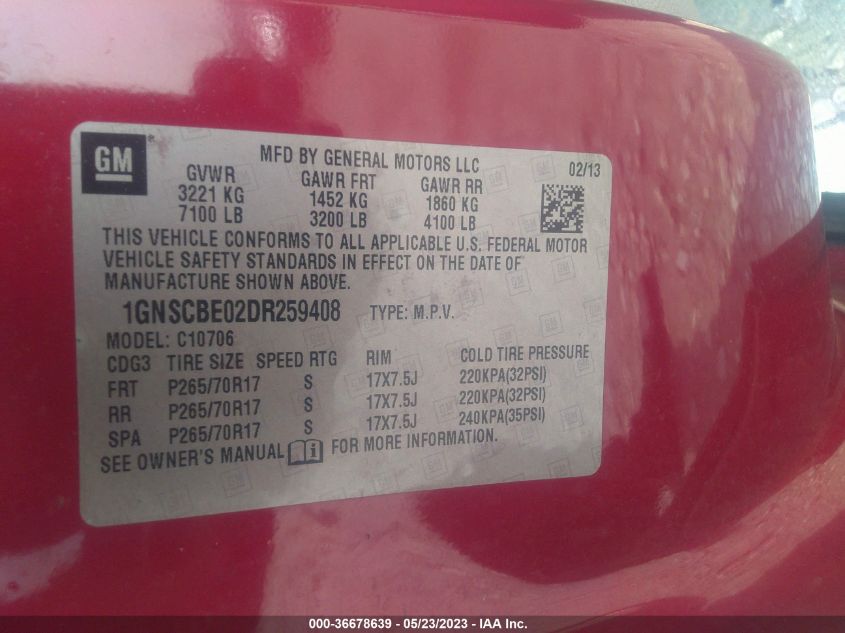 GM
MFD BY GENERAL MOTORS LLC
02/13
GVWR GAWR FRT GAWR RR
3221 KG 1452 KG 1860 KG
7100 LB 3200 LB 4100 LB
THIS VEHICLE CONFORMS TO ALL APPLICABLE U.S. FEDERAL MOTOR
VEHICLE SAFETY STANDARDS IN EFFECT ON THE DATE OF
MANUFACTURE SHOWN ABOVE.
1GNSCBE02DR259408 TYPE: M.P.V.
MODEL: C10706
CDG3 TIRE SIZE SPEED RTG RIM COLD TIRE PRESSURE
FRT P265/70R17 S 17X7.5J 220KPA(32PSI)
RR P265/70R17 S 17X7.5J 220KPA(32PSI)
SPA P265/70R17 S 17X7.5J 240KPA(35PSI)
SEE OWNER'S MANUAL i FOR MORE INFORMATION.
000-36678639 - 05/23/2023 - IAA Inc.